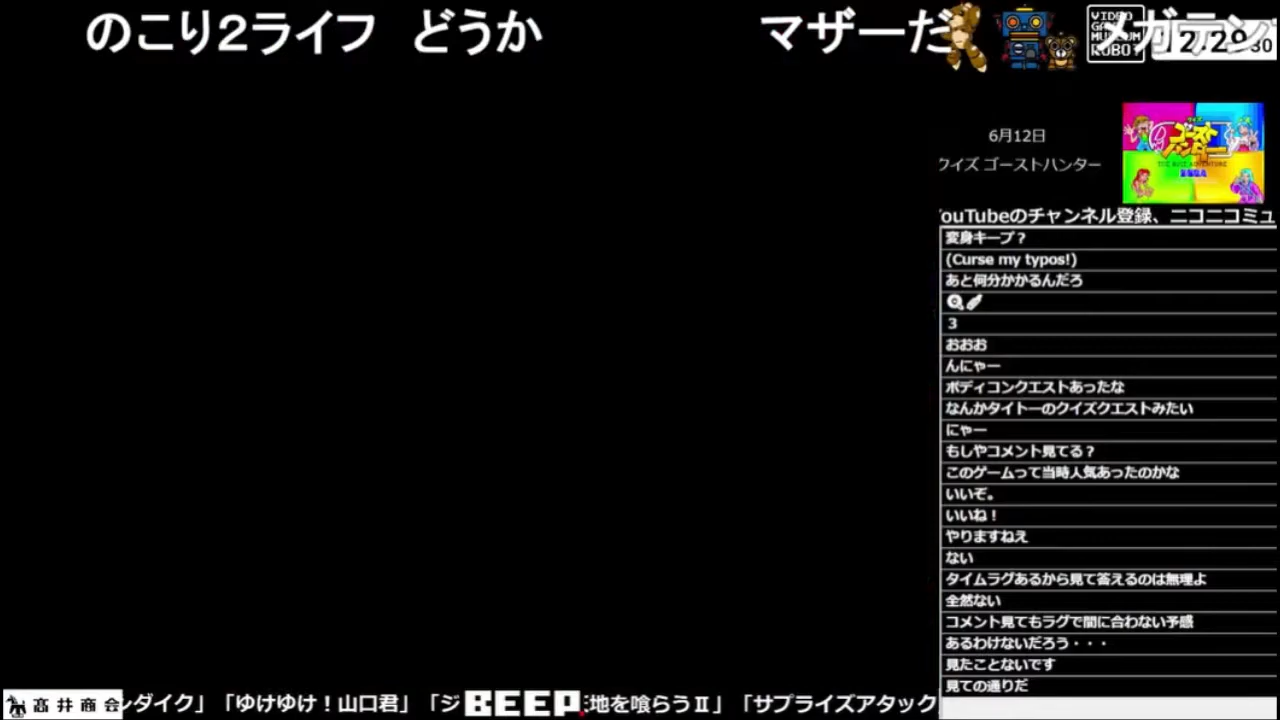 のこり2ライフ　どうか
マザーだ
メガテン
VIDEO GAME MUSEUM ROBOT
6月12日
クイズ ゴーストハンター
クイズ ゴーストハンター
SEGA
ouTubeのチャンネル登録、ニコニコミュ
変身キープ？
(Curse my typos!)
あと何分かかるんだろ
3
おおお
んにゃー
ボディコンクエストあったな
なんかタイトーのクイズクエストみたい
にゃー
もしやコメント見てる？
このゲームって当時人気あったのかな
いいぞ。
いいね！
やりますねえ
ない
タイムラグあるから見て答えるのは無理よ
全然ない
コメント見てもラグで間に合わない予感
あるわけないだろう・・・
見たことないです
見ての通りだ
髙井商会
ンダイク」「ゆけゆけ！山口君」「ジ
BEEP
地を喰らうⅡ」「サプライズアタック